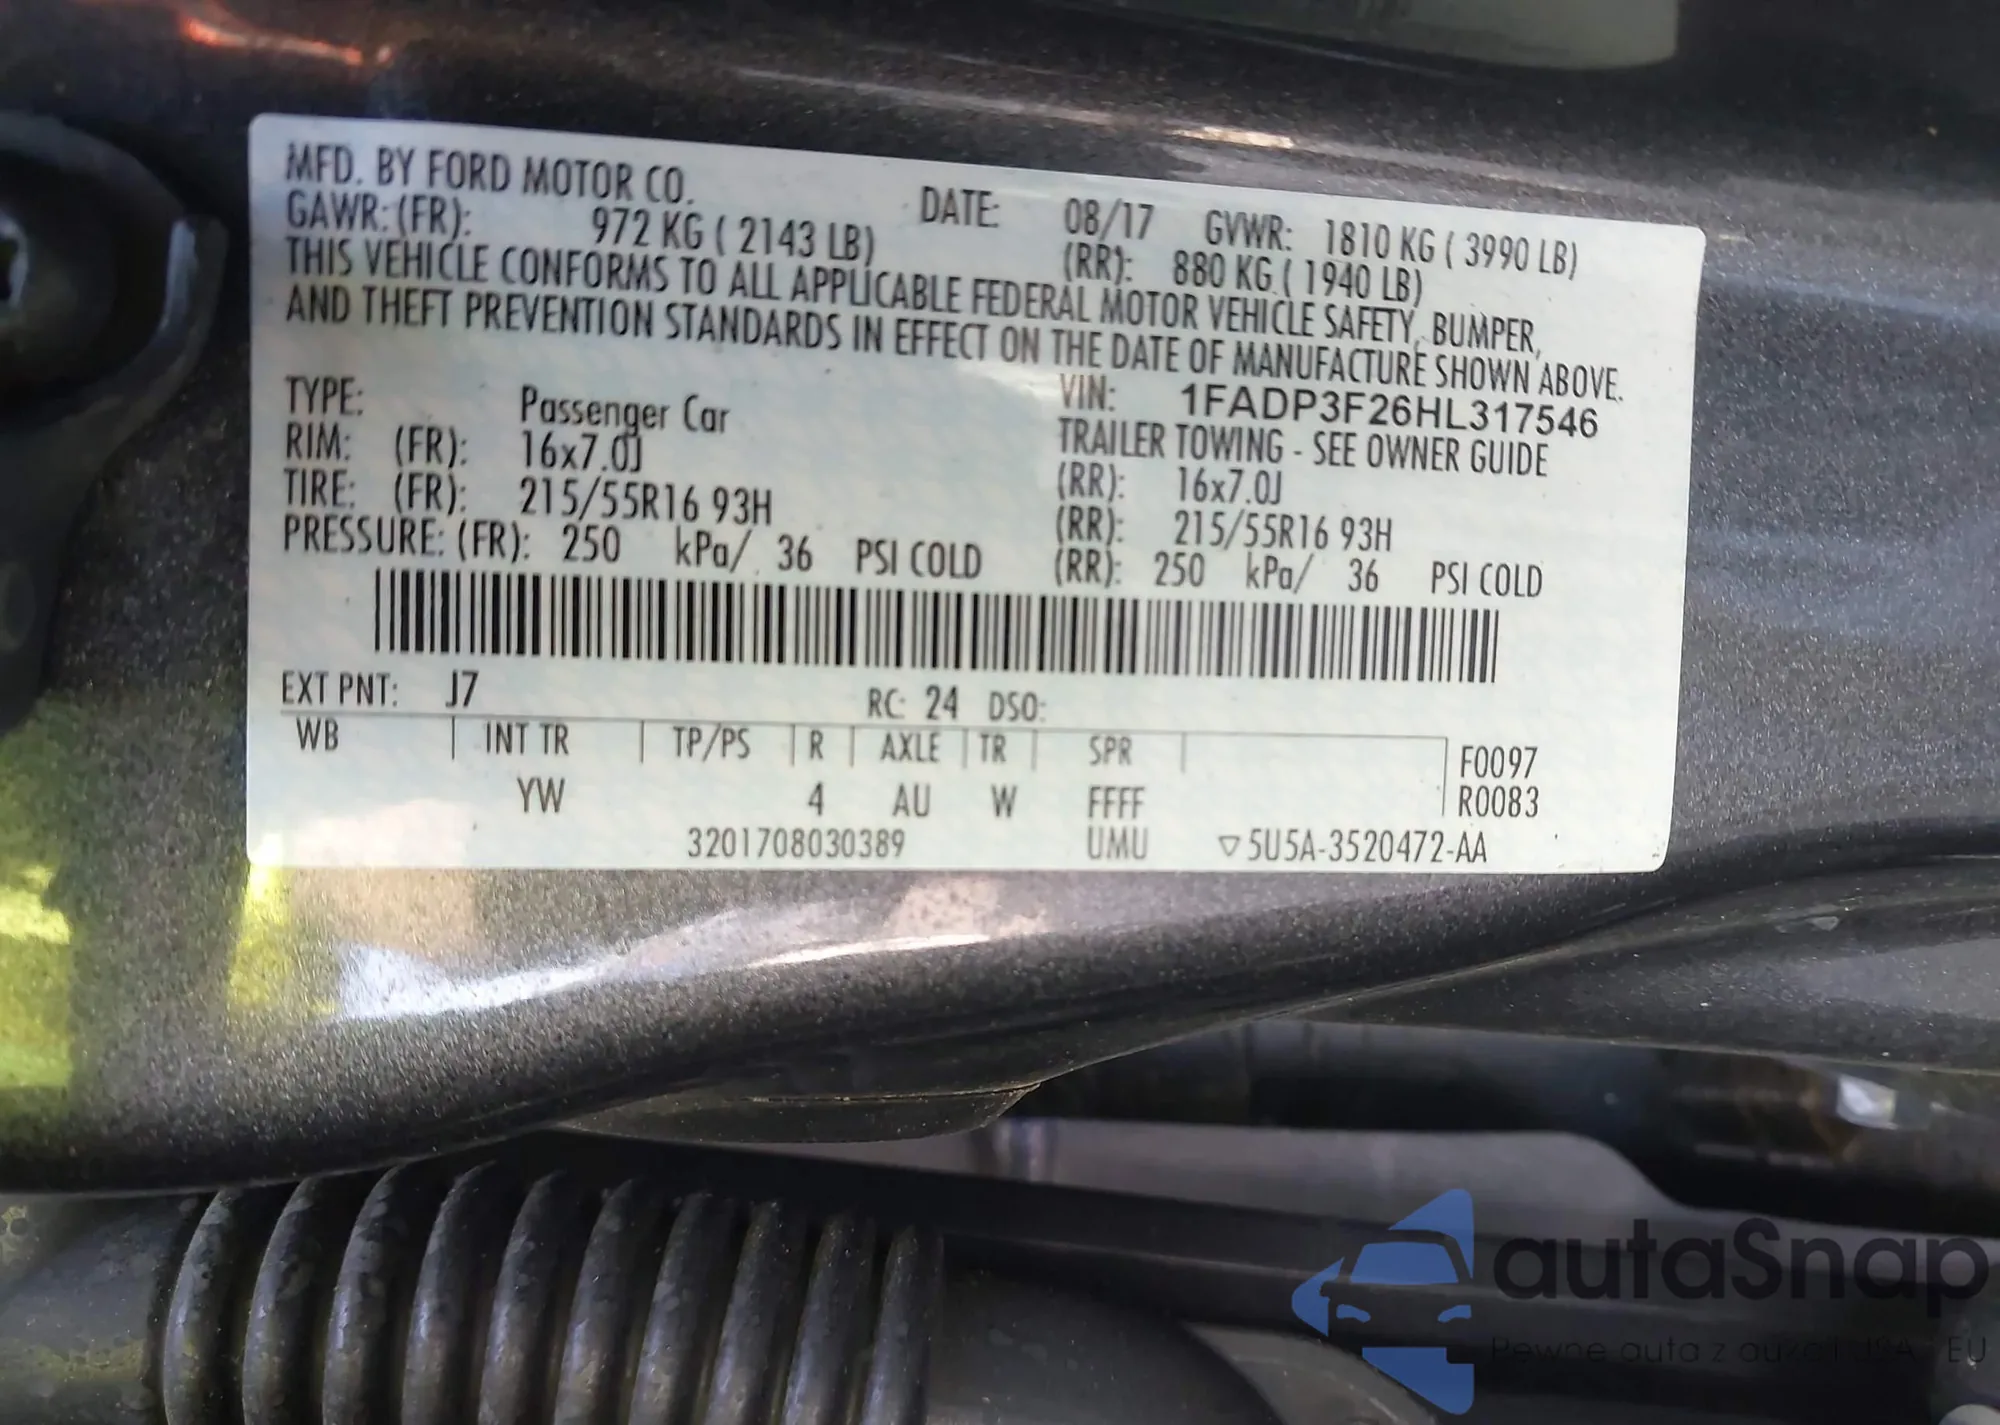 MFD. BY FORD MOTOR CO. DATE: 08/17 GVWR: 1810 KG ( 3990 LB)
GAWR: (FR): 972 KG ( 2143 LB) (RR): 880 KG ( 1940 LB)
THIS VEHICLE CONFORMS TO ALL APPLICABLE FEDERAL MOTOR VEHICLE SAFETY, BUMPER,
AND THEFT PREVENTION STANDARDS IN EFFECT ON THE DATE OF MANUFACTURE SHOWN ABOVE.
VIN: 1FADP3F26HL317546
TYPE: Passenger Car TRAILER TOWING - SEE OWNER GUIDE
RIM: (FR): 16x7.0J (RR): 16x7.0J
TIRE: (FR): 215/55R16 93H (RR): 215/55R16 93H
PRESSURE: (FR): 250 kPa/ 36 PSI COLD (RR): 250 kPa/ 36 PSI COLD
EXT PNT: J7 RC: 24 DSO:
WB INT TR TP/PS R AXLE TR SPR F0097
YW 4 AU W FFFF R0083
3201708030389 UMU ▽5U5A-3520472-AA
autaSnap
Pewne auta z aukcji USA i EU